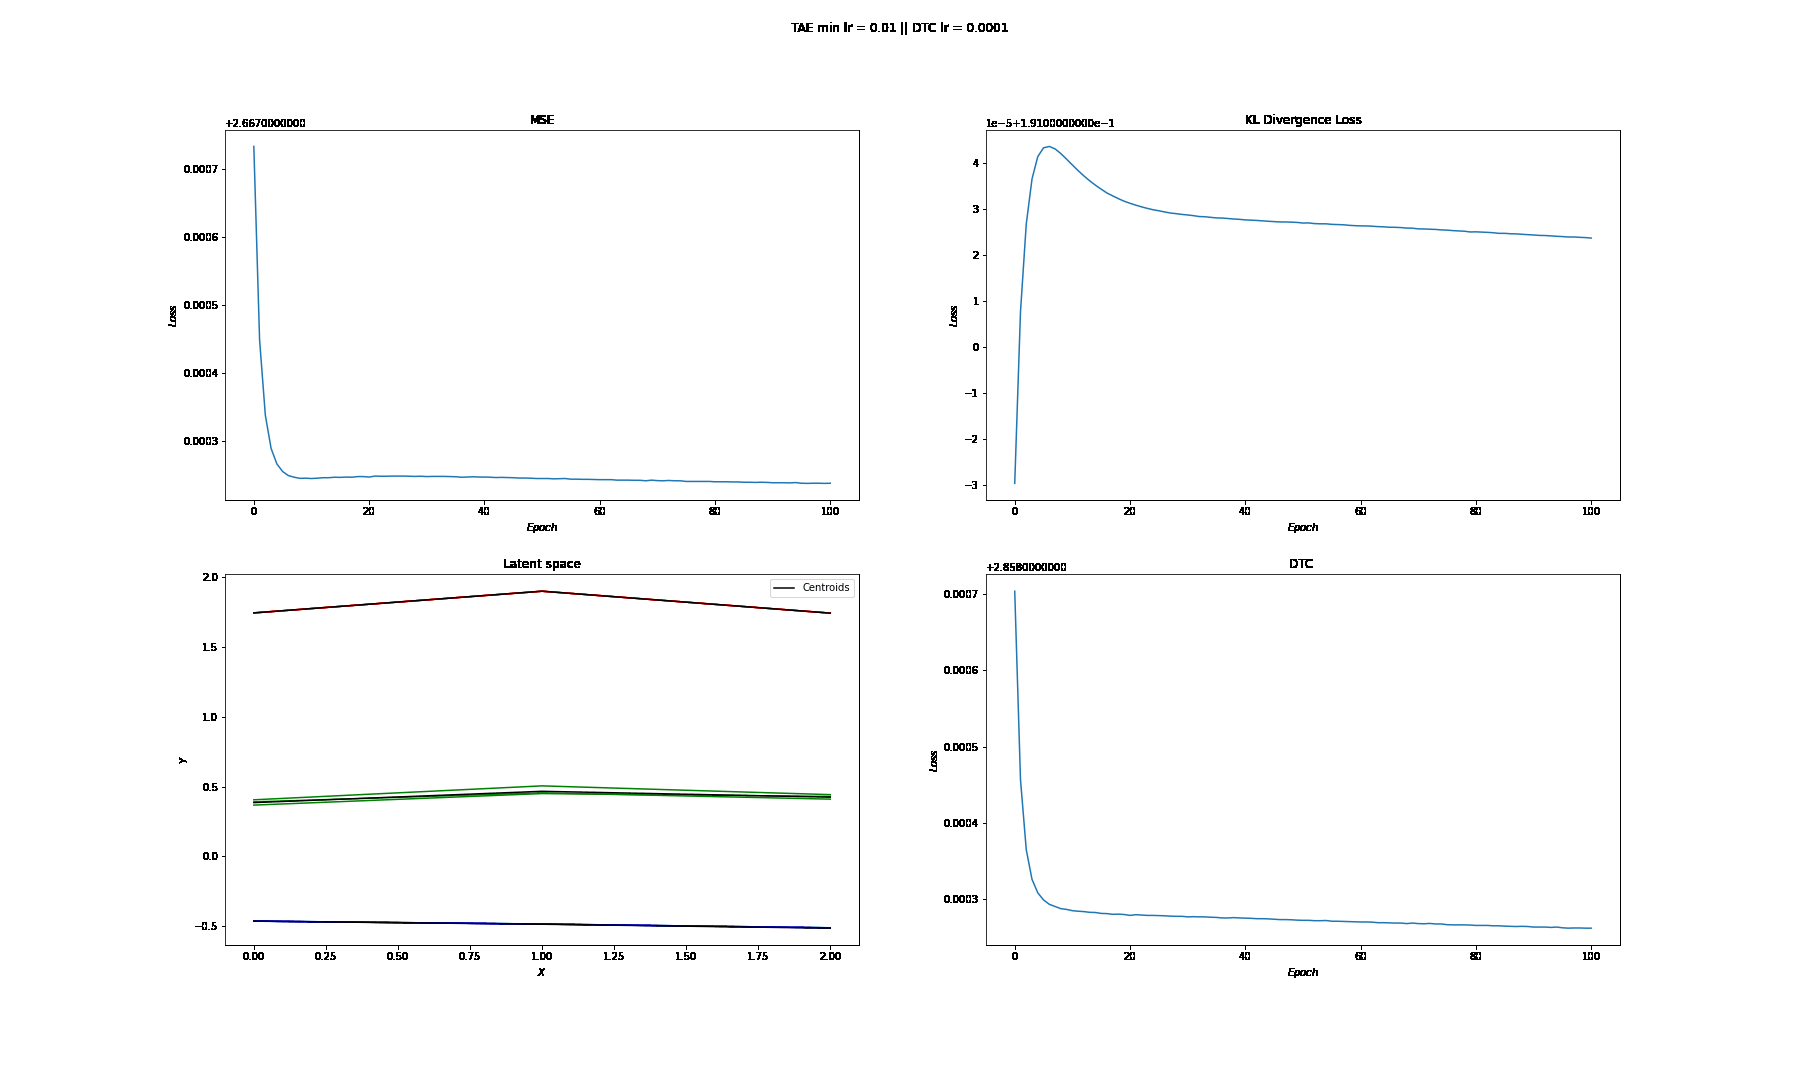 TAE min lr = 0.01 || DTC lr = 0.0001
MSE
+2.6670000000
0.0007
0.0006
0.0005
0.0004
0.0003
Loss
0 20 40 60 80 100
Epoch
KL Divergence Loss
1e−5+1.9100000000e−1
4
3
2
1
0
−1
−2
−3
Loss
0 20 40 60 80 100
Epoch
Latent space
Centroids
2.0
1.5
1.0
0.5
0.0
−0.5
Y
0.00 0.25 0.50 0.75 1.00 1.25 1.50 1.75 2.00
X
DTC
+2.8580000000
0.0007
0.0006
0.0005
0.0004
0.0003
Loss
0 20 40 60 80 100
Epoch